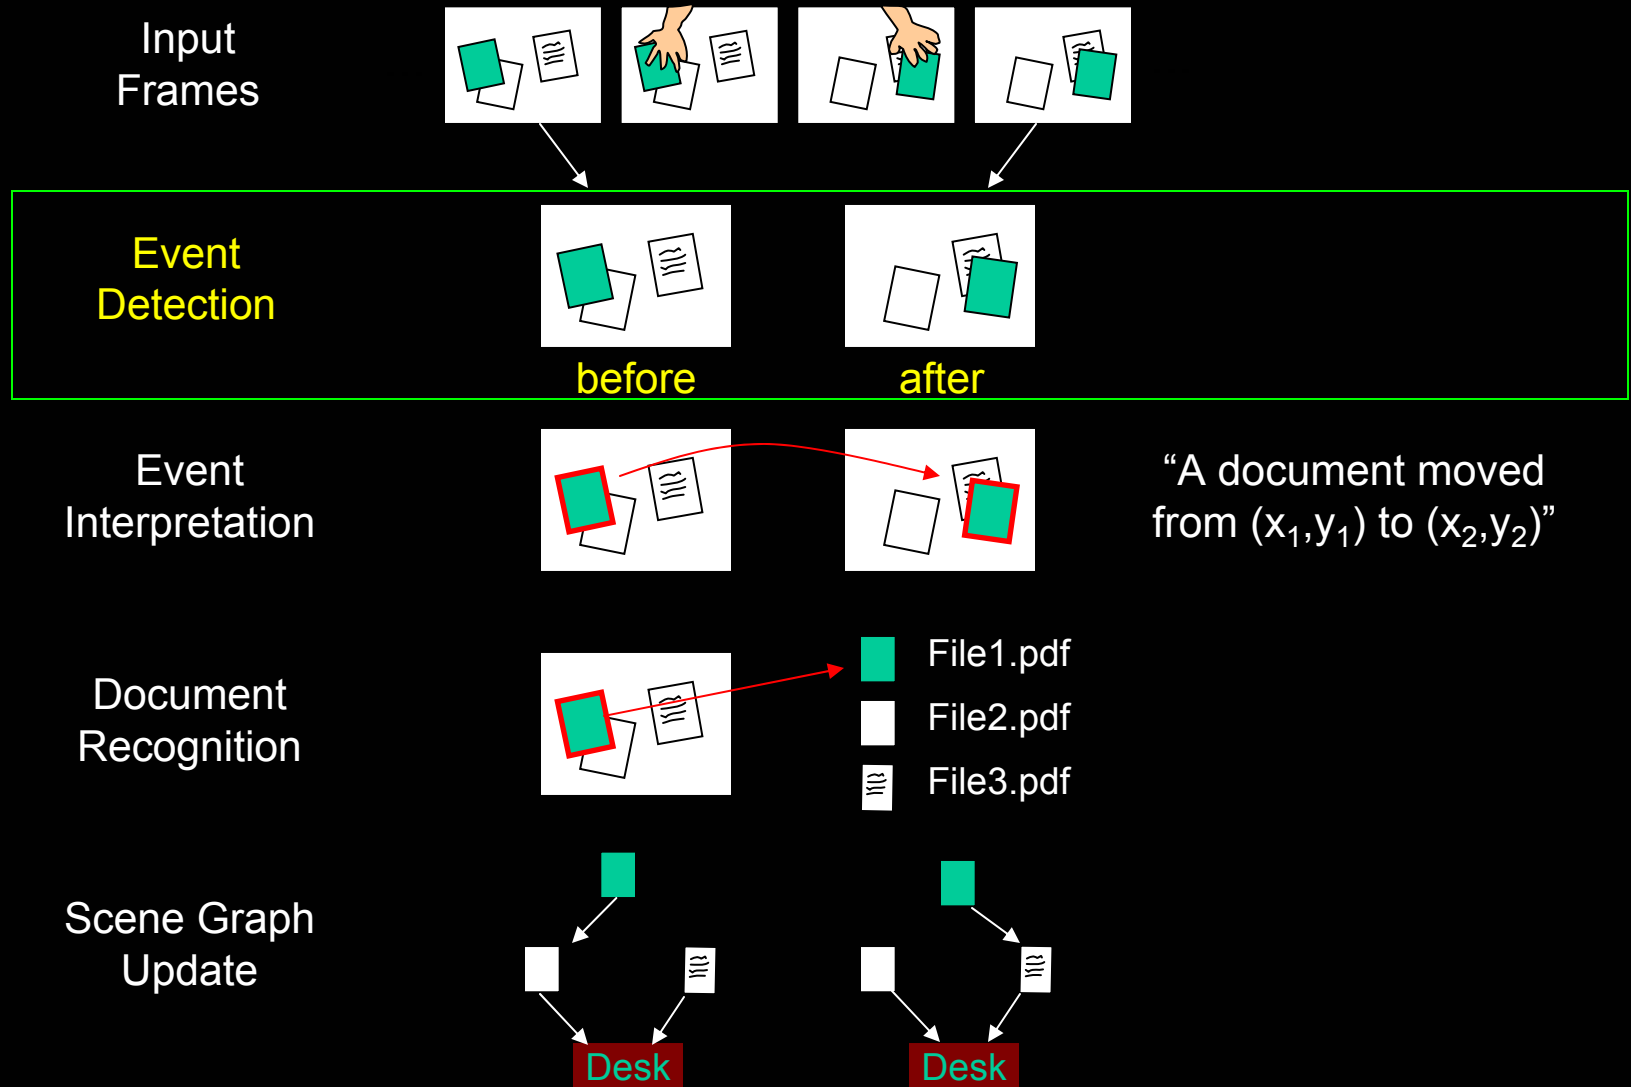 Input
Frames
Event
Detection
before
after
Event
Interpretation
“A document moved
from (x₁,y₁) to (x₂,y₂)”
Document
Recognition
File1.pdf
File2.pdf
File3.pdf
Scene Graph
Update
Desk
Desk